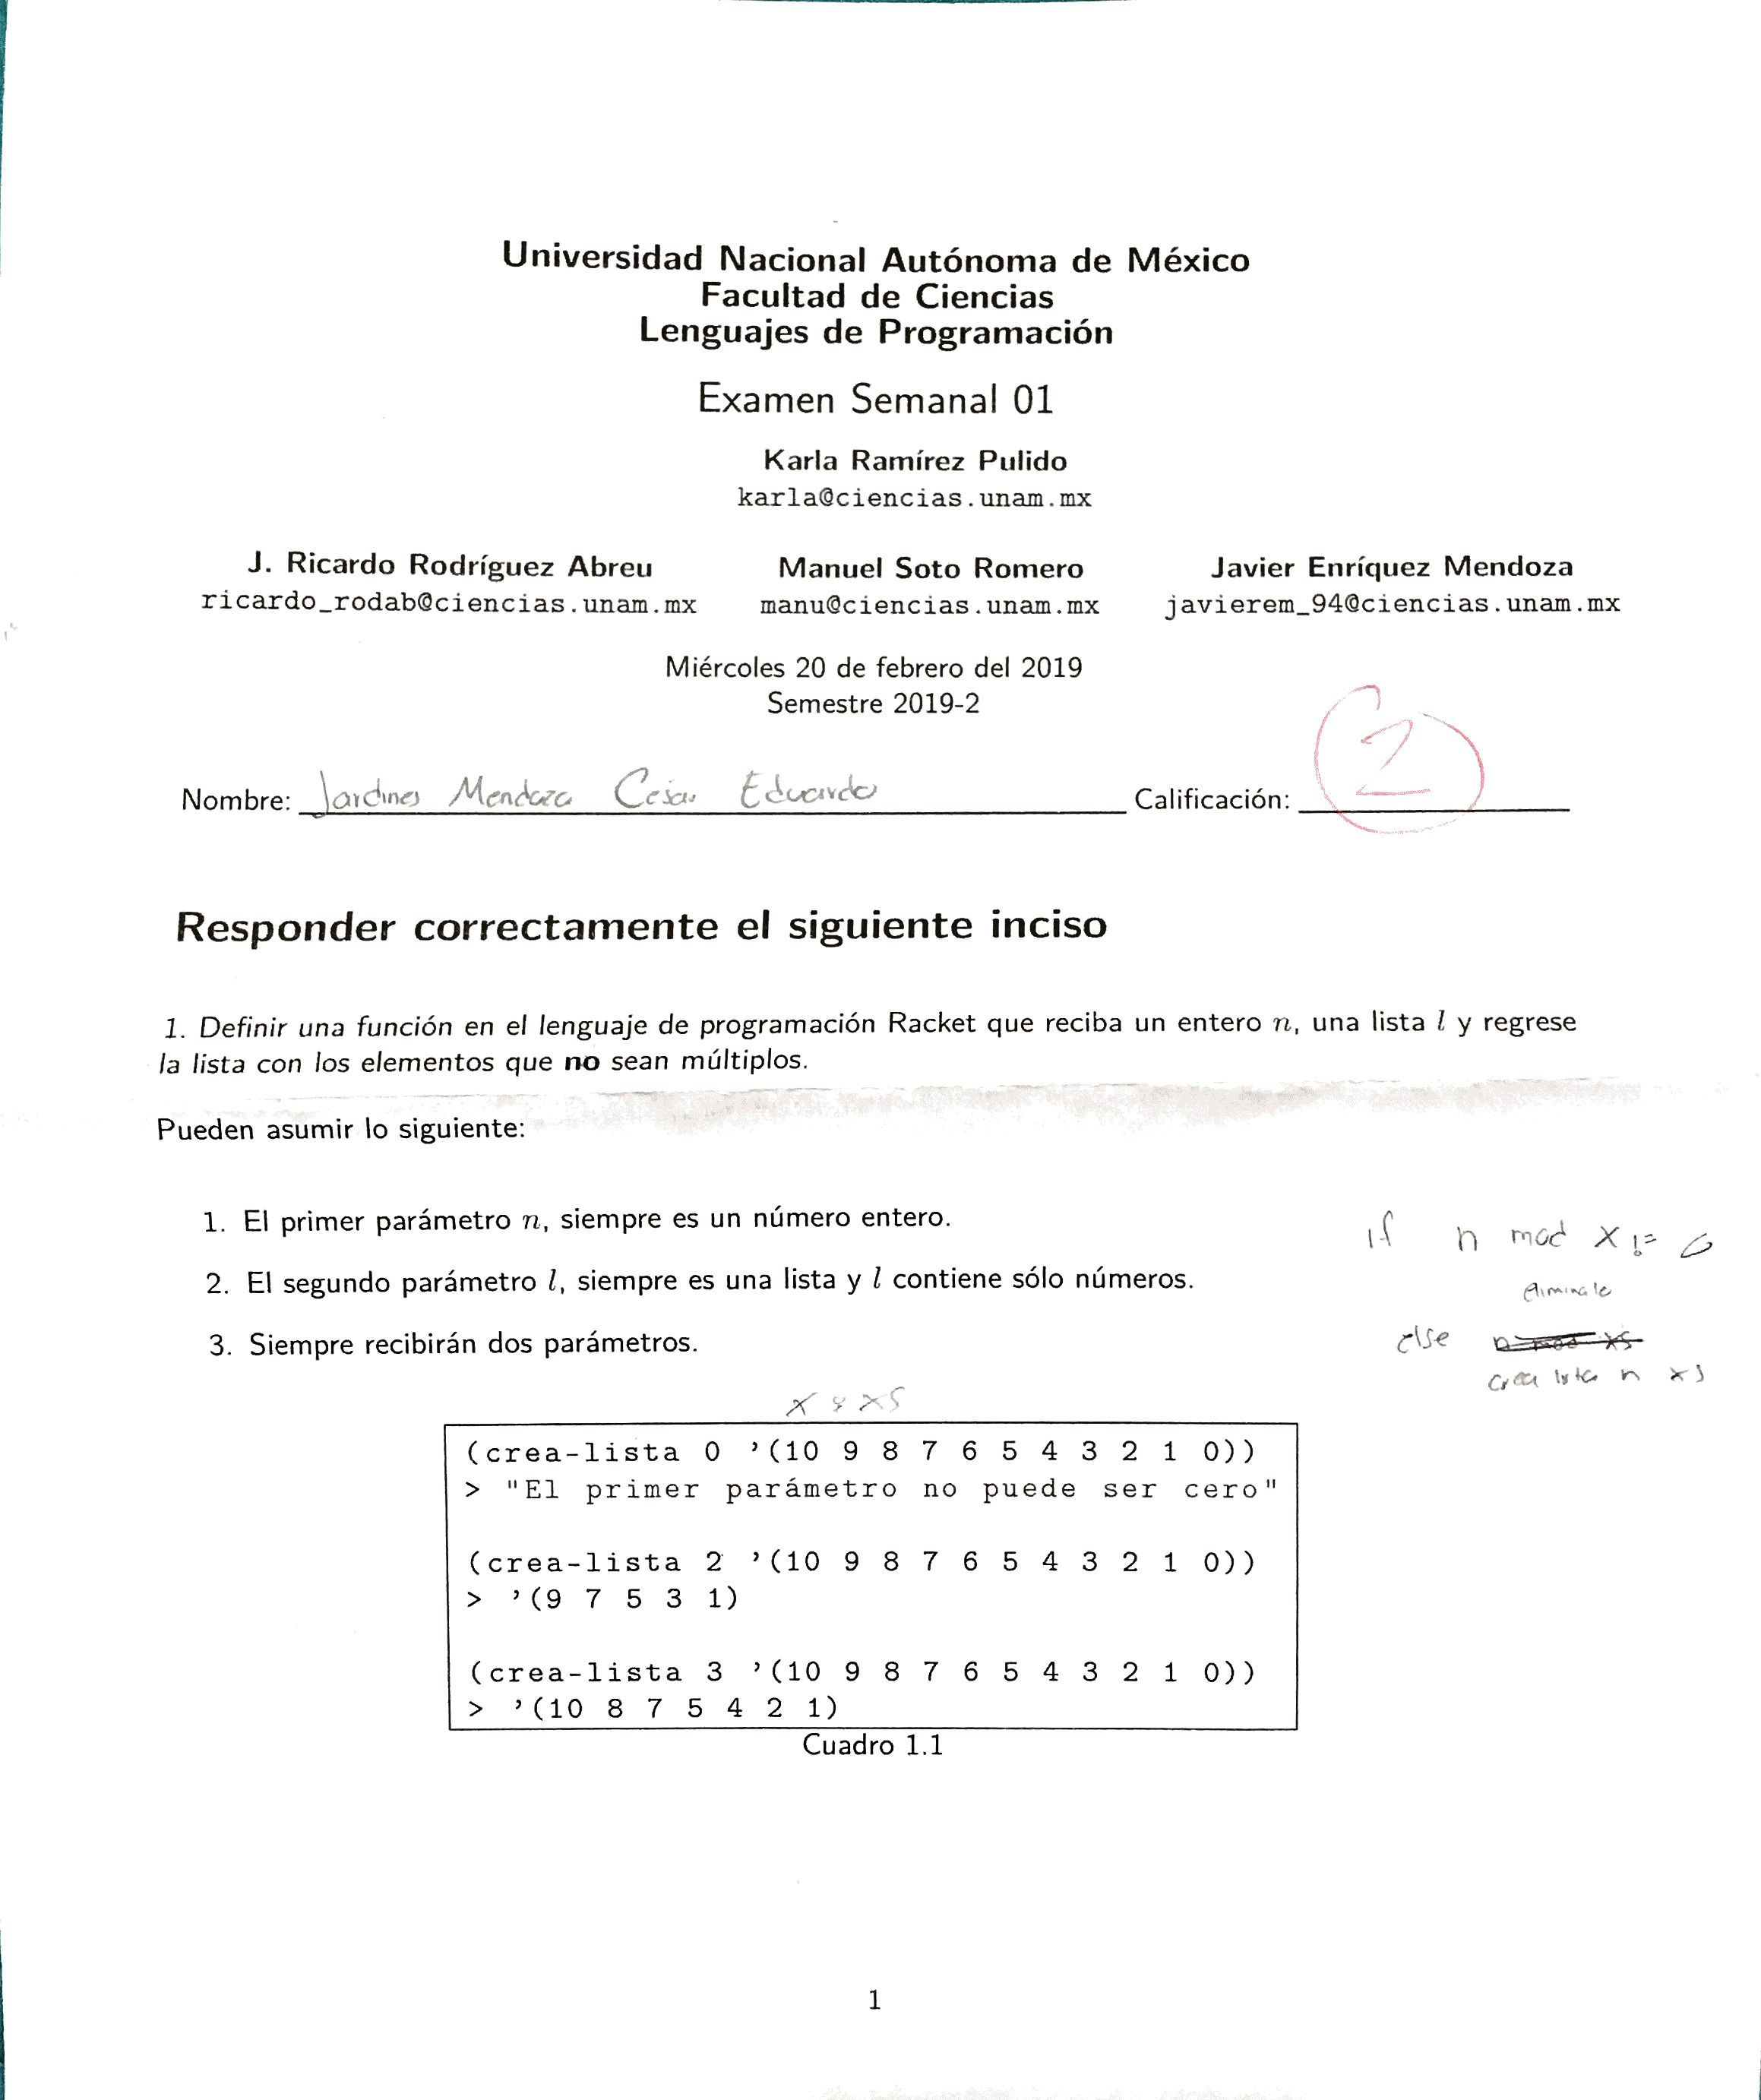 Universidad Nacional Autónoma de México
Facultad de Ciencias
Lenguajes de Programación
Examen Semanal 01
Karla Ramírez Pulido
karla@ciencias.unam.mx
J. Ricardo Rodríguez Abreu Manuel Soto Romero Javier Enríquez Mendoza
ricardo_rodab@ciencias.unam.mx manu@ciencias.unam.mx javierem_94@ciencias.unam.mx
Miércoles 20 de febrero del 2019
Semestre 2019-2
Nombre: Jardines Mendoza Cesar Eduardo Calificación: 2
Responder correctamente el siguiente inciso
1. Definir una función en el lenguaje de programación Racket que reciba un entero n, una lista l y regrese
la lista con los elementos que no sean múltiplos.
Pueden asumir lo siguiente:
1. El primer parámetro n, siempre es un número entero.
if n mod x != 0
2. El segundo parámetro l, siempre es una lista y l contiene sólo números.
eliminalo
3. Siempre recibirán dos parámetros.
else n mod xs
crea lista n xs
x : xs
(crea-lista 0 '(10 9 8 7 6 5 4 3 2 1 0))
> "El primer parámetro no puede ser cero"
(crea-lista 2 '(10 9 8 7 6 5 4 3 2 1 0))
> '(9 7 5 3 1)
(crea-lista 3 '(10 9 8 7 6 5 4 3 2 1 0))
> '(10 8 7 5 4 2 1)
Cuadro 1.1
1